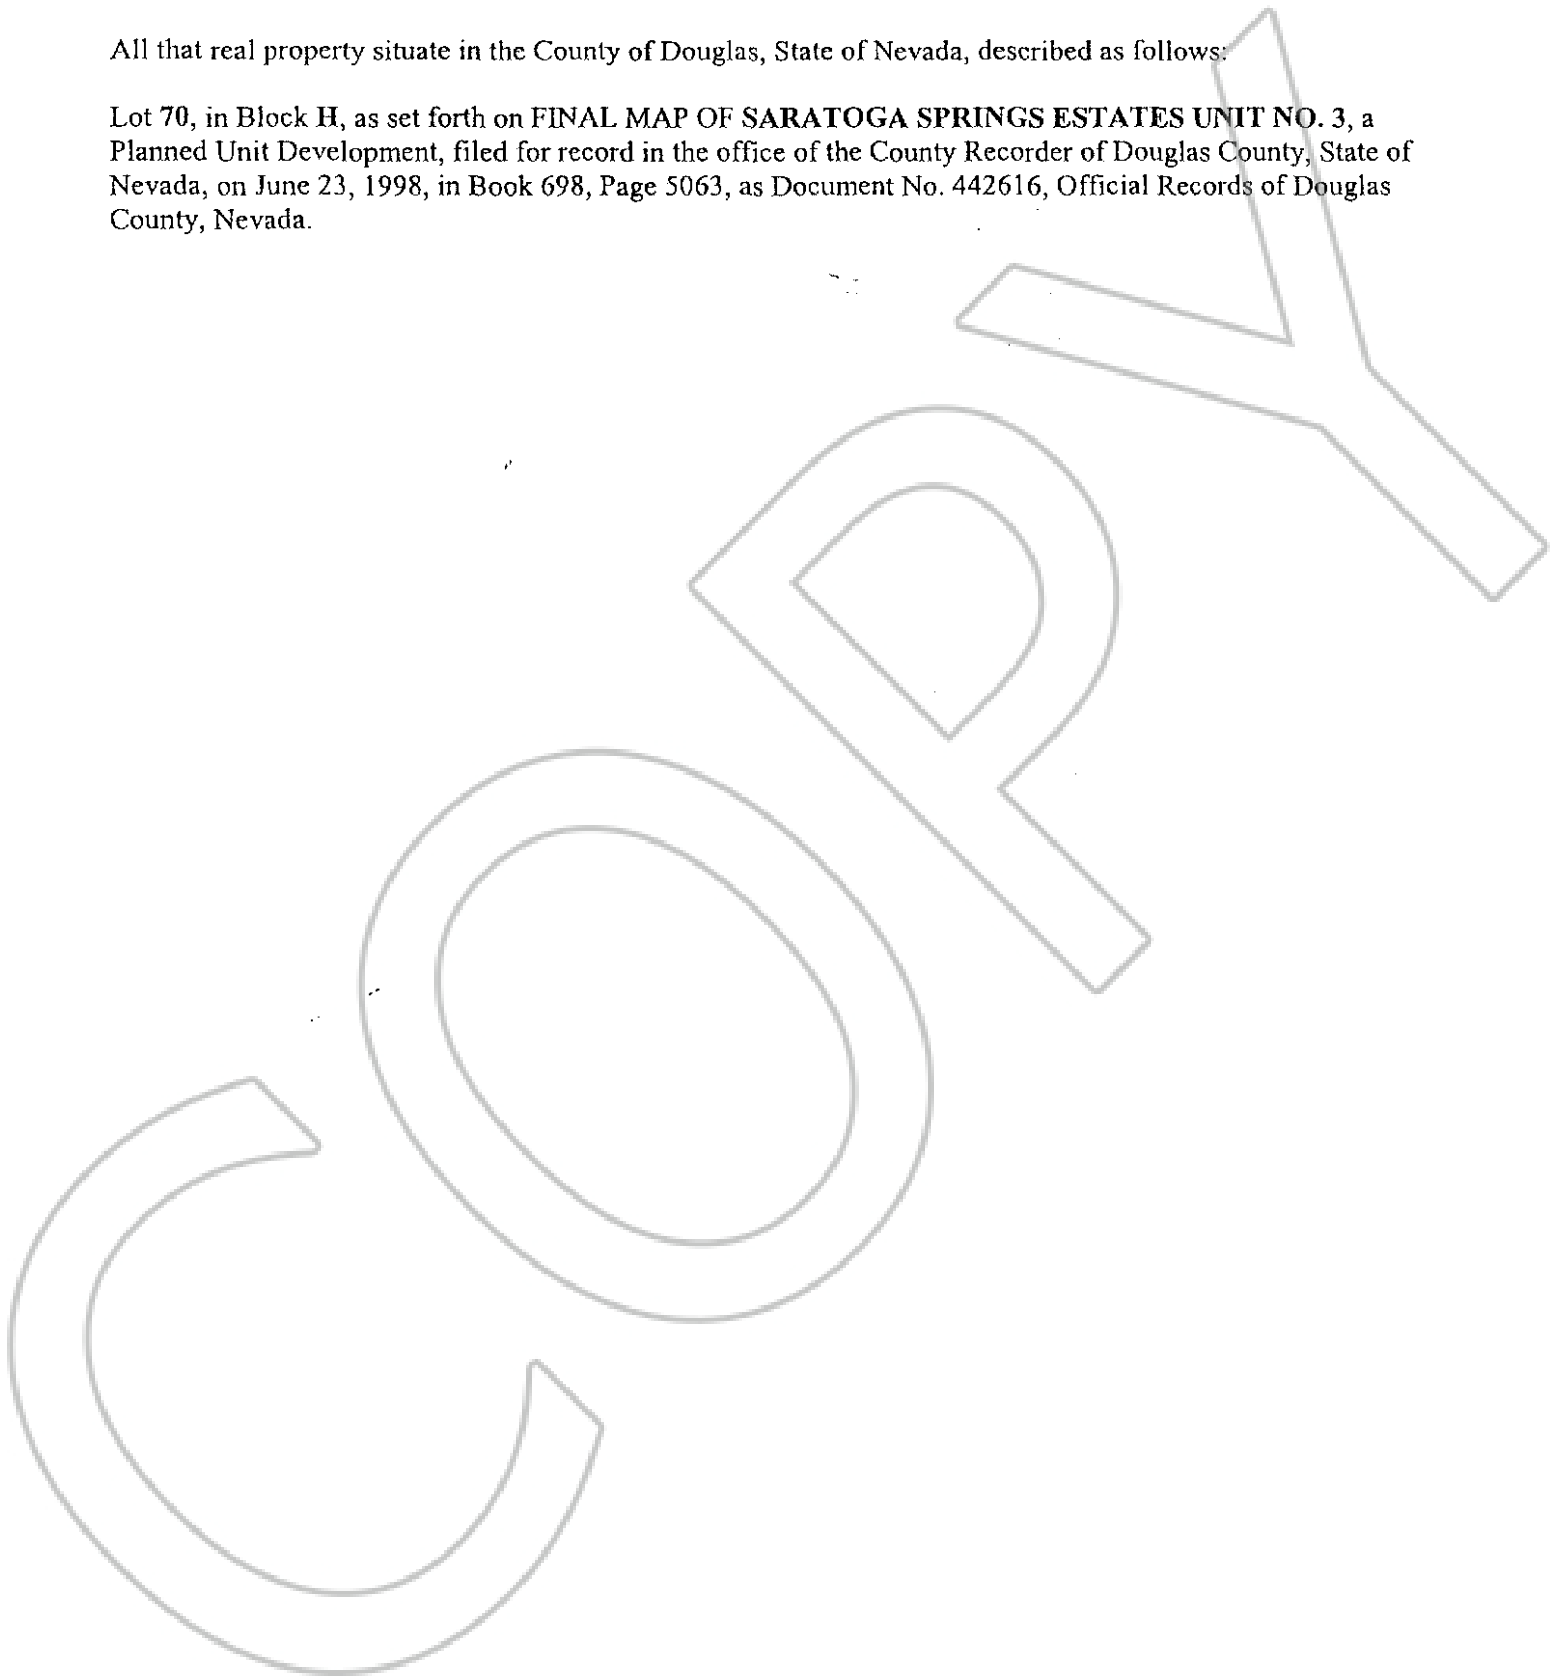 All that real property situate in the County of Douglas, State of Nevada, described as follows:
Lot 70, in Block H, as set forth on FINAL MAP OF SARATOGA SPRINGS ESTATES UNIT NO. 3, a
Planned Unit Development, filed for record in the office of the County Recorder of Douglas County, State of
Nevada, on June 23, 1998, in Book 698, Page 5063, as Document No. 442616, Official Records of Douglas
County, Nevada.
COPY